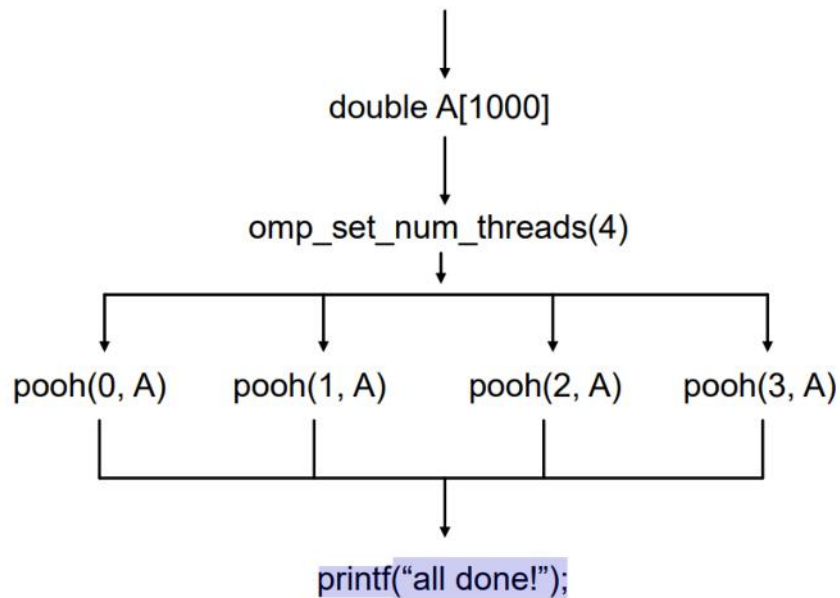 double A[1000]
omp_set_num_threads(4)
pooh(0, A) pooh(1, A) pooh(2, A) pooh(3, A)
printf(“all done!”);